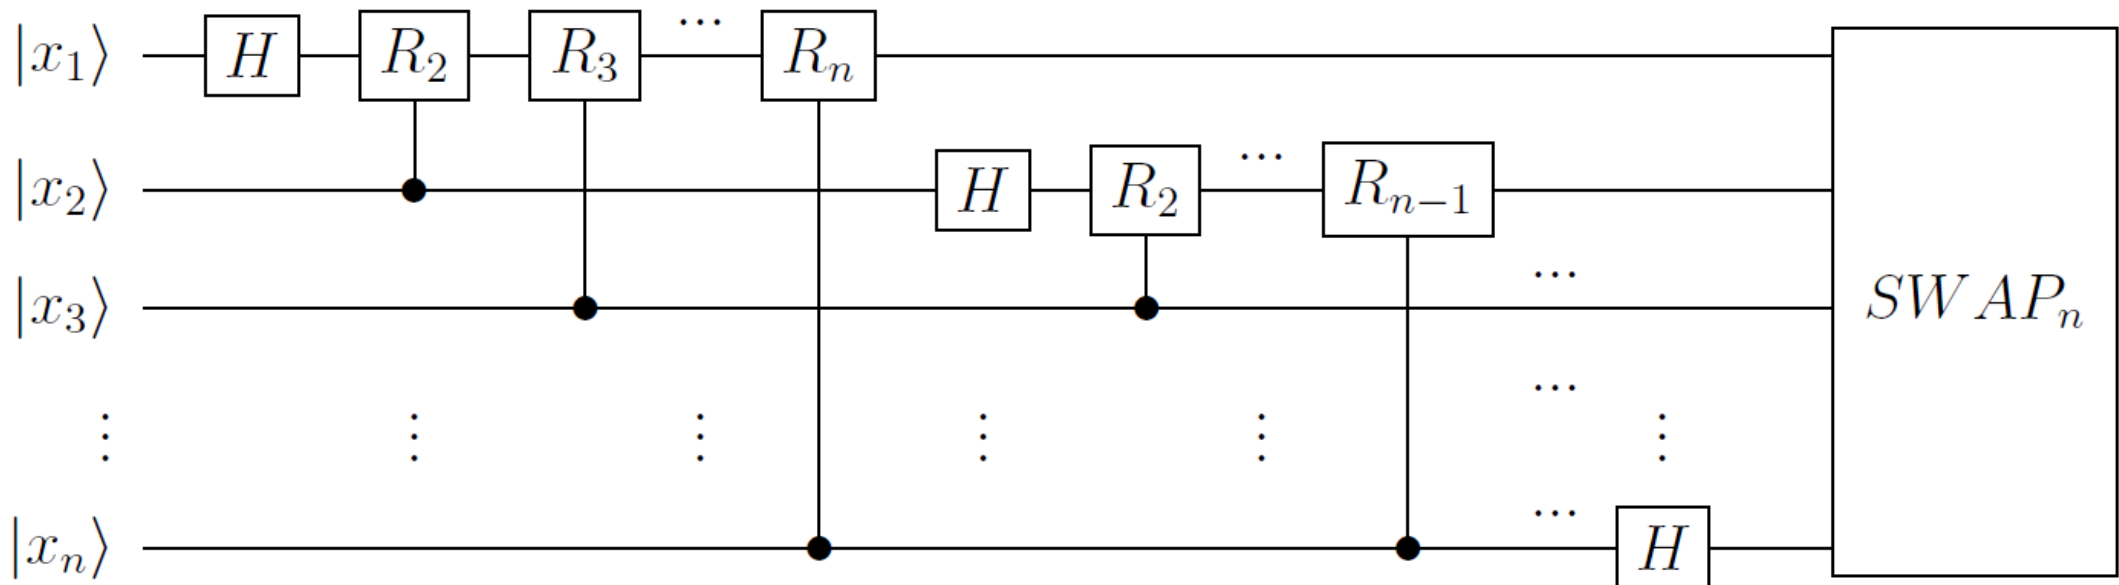 |x₁⟩ H R₂ R₃ ⋯ Rₙ
|x₂⟩ H R₂ ⋯ Rₙ₋₁
|x₃⟩ ⋯
SWAPₙ
⋯
⋮ ⋮ ⋮ ⋮ ⋮ ⋮
|xₙ⟩ ⋯ H